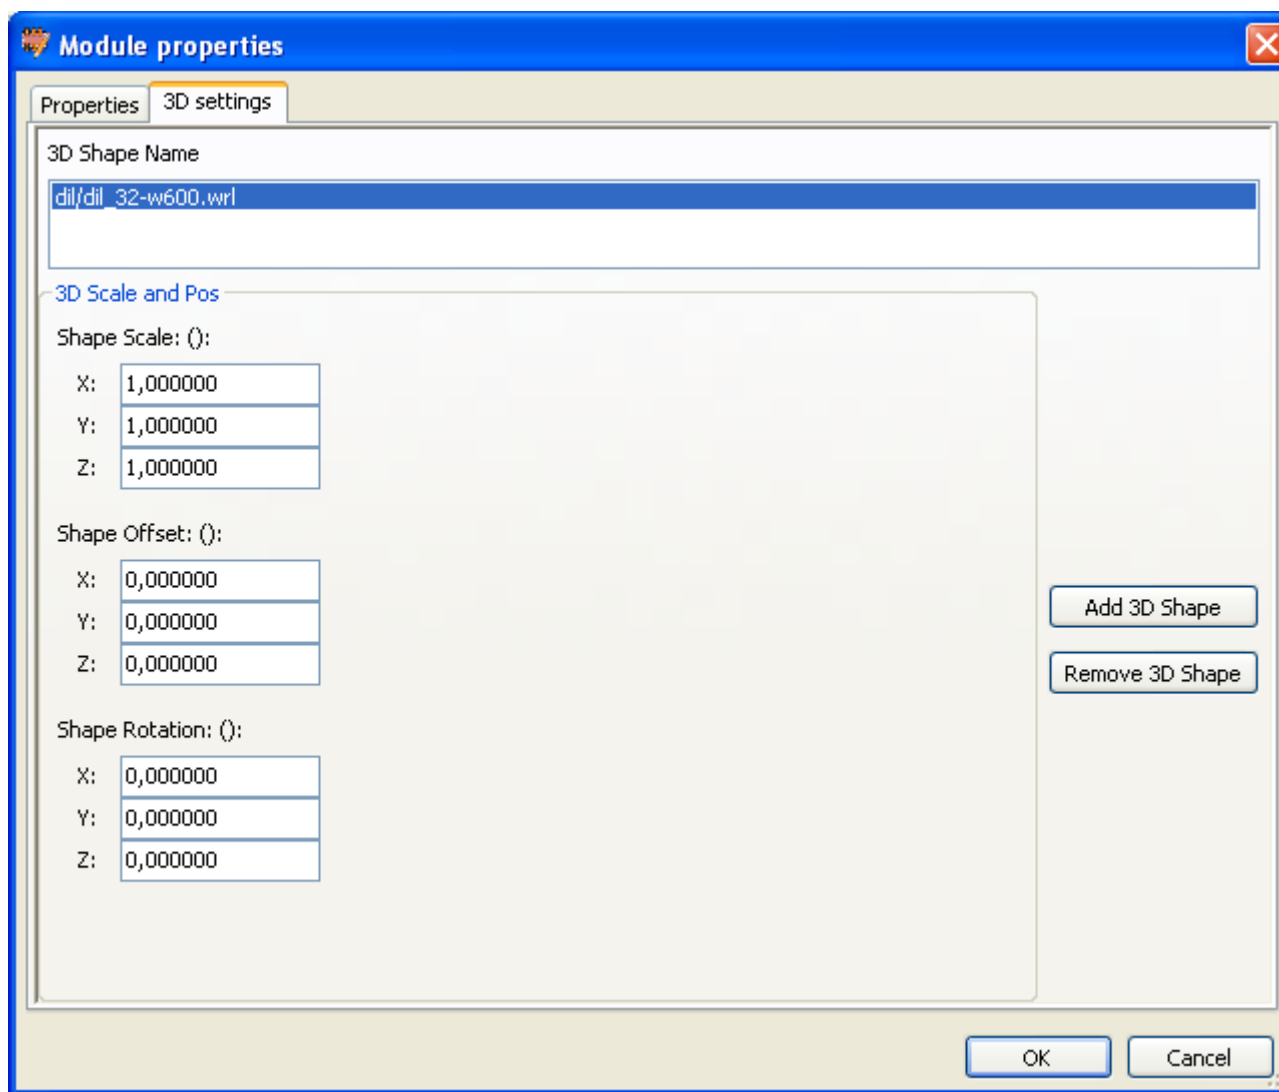 Module properties
Properties 3D settings
3D Shape Name
dil/dil_32-w600.wrl
3D Scale and Pos
Shape Scale: ():
X: 1,000000
Y: 1,000000
Z: 1,000000
Shape Offset: ():
X: 0,000000
Y: 0,000000
Z: 0,000000
Add 3D Shape
Remove 3D Shape
Shape Rotation: ():
X: 0,000000
Y: 0,000000
Z: 0,000000
OK Cancel